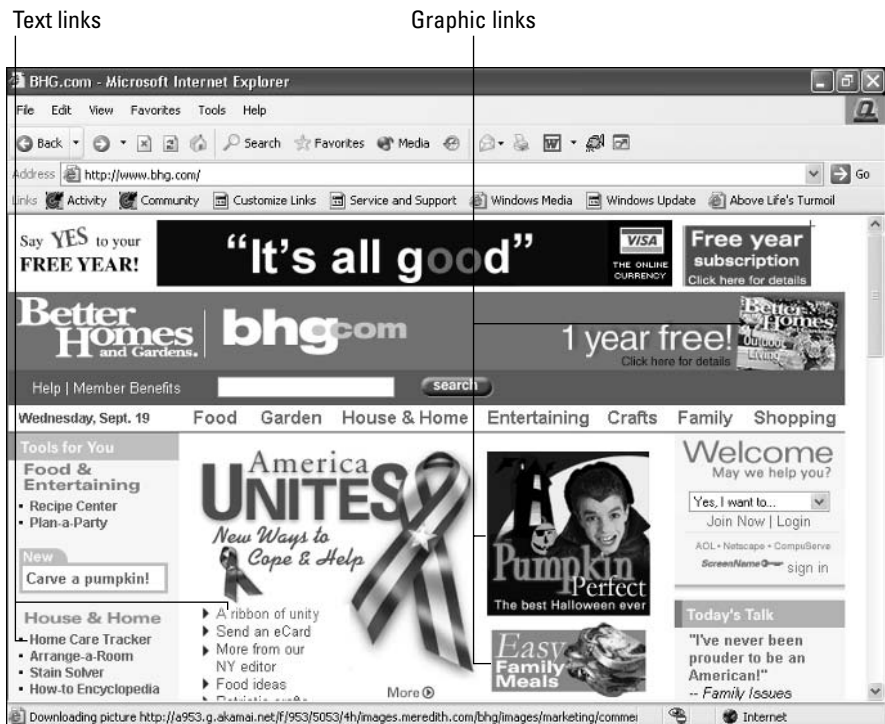 Text links
Graphic links
BHG.com - Microsoft Internet Explorer
File Edit View Favorites Tools Help
Back Search Favorites Media
Address http://www.bhg.com/ Go
Links Activity Community Customize Links Service and Support Windows Media Windows Update Above Life's Turmoil
Say YES to your
FREE YEAR!
"It's all good"
VISA
THE ONLINE
CURRENCY
Free year
subscription
Click here for details
Better
Homes
and Gardens.
bhg.com
1 year free!
Click here for details
Better
Homes
Outdoor
Living
Help | Member Benefits
search
Wednesday, Sept. 19
Food Garden House & Home Entertaining Crafts Family Shopping
Tools for You
Food &
Entertaining
Recipe Center
Plan-a-Party
New
Carve a pumpkin!
House & Home
Home Care Tracker
Arrange-a-Room
Stain Solver
How-to Encyclopedia
America
UNITES
New Ways to
Cope & Help
A ribbon of unity
Send an eCard
More from our
NY editor
Food ideas
Patriotic crafts
More
Pumpkin
Perfect
The best Halloween ever
Easy
Family
Meals
Welcome
May we help you?
Yes, I want to...
Join Now | Login
AOL • Netscape • CompuServe
ScreenName sign in
Today's Talk
"I've never been
prouder to be an
American!"
-- Family Issues
Downloading picture http://a953.g.akamai.net/f/953/5053/4h/images.meredith.com/bhg/images/marketing/comme
Internet